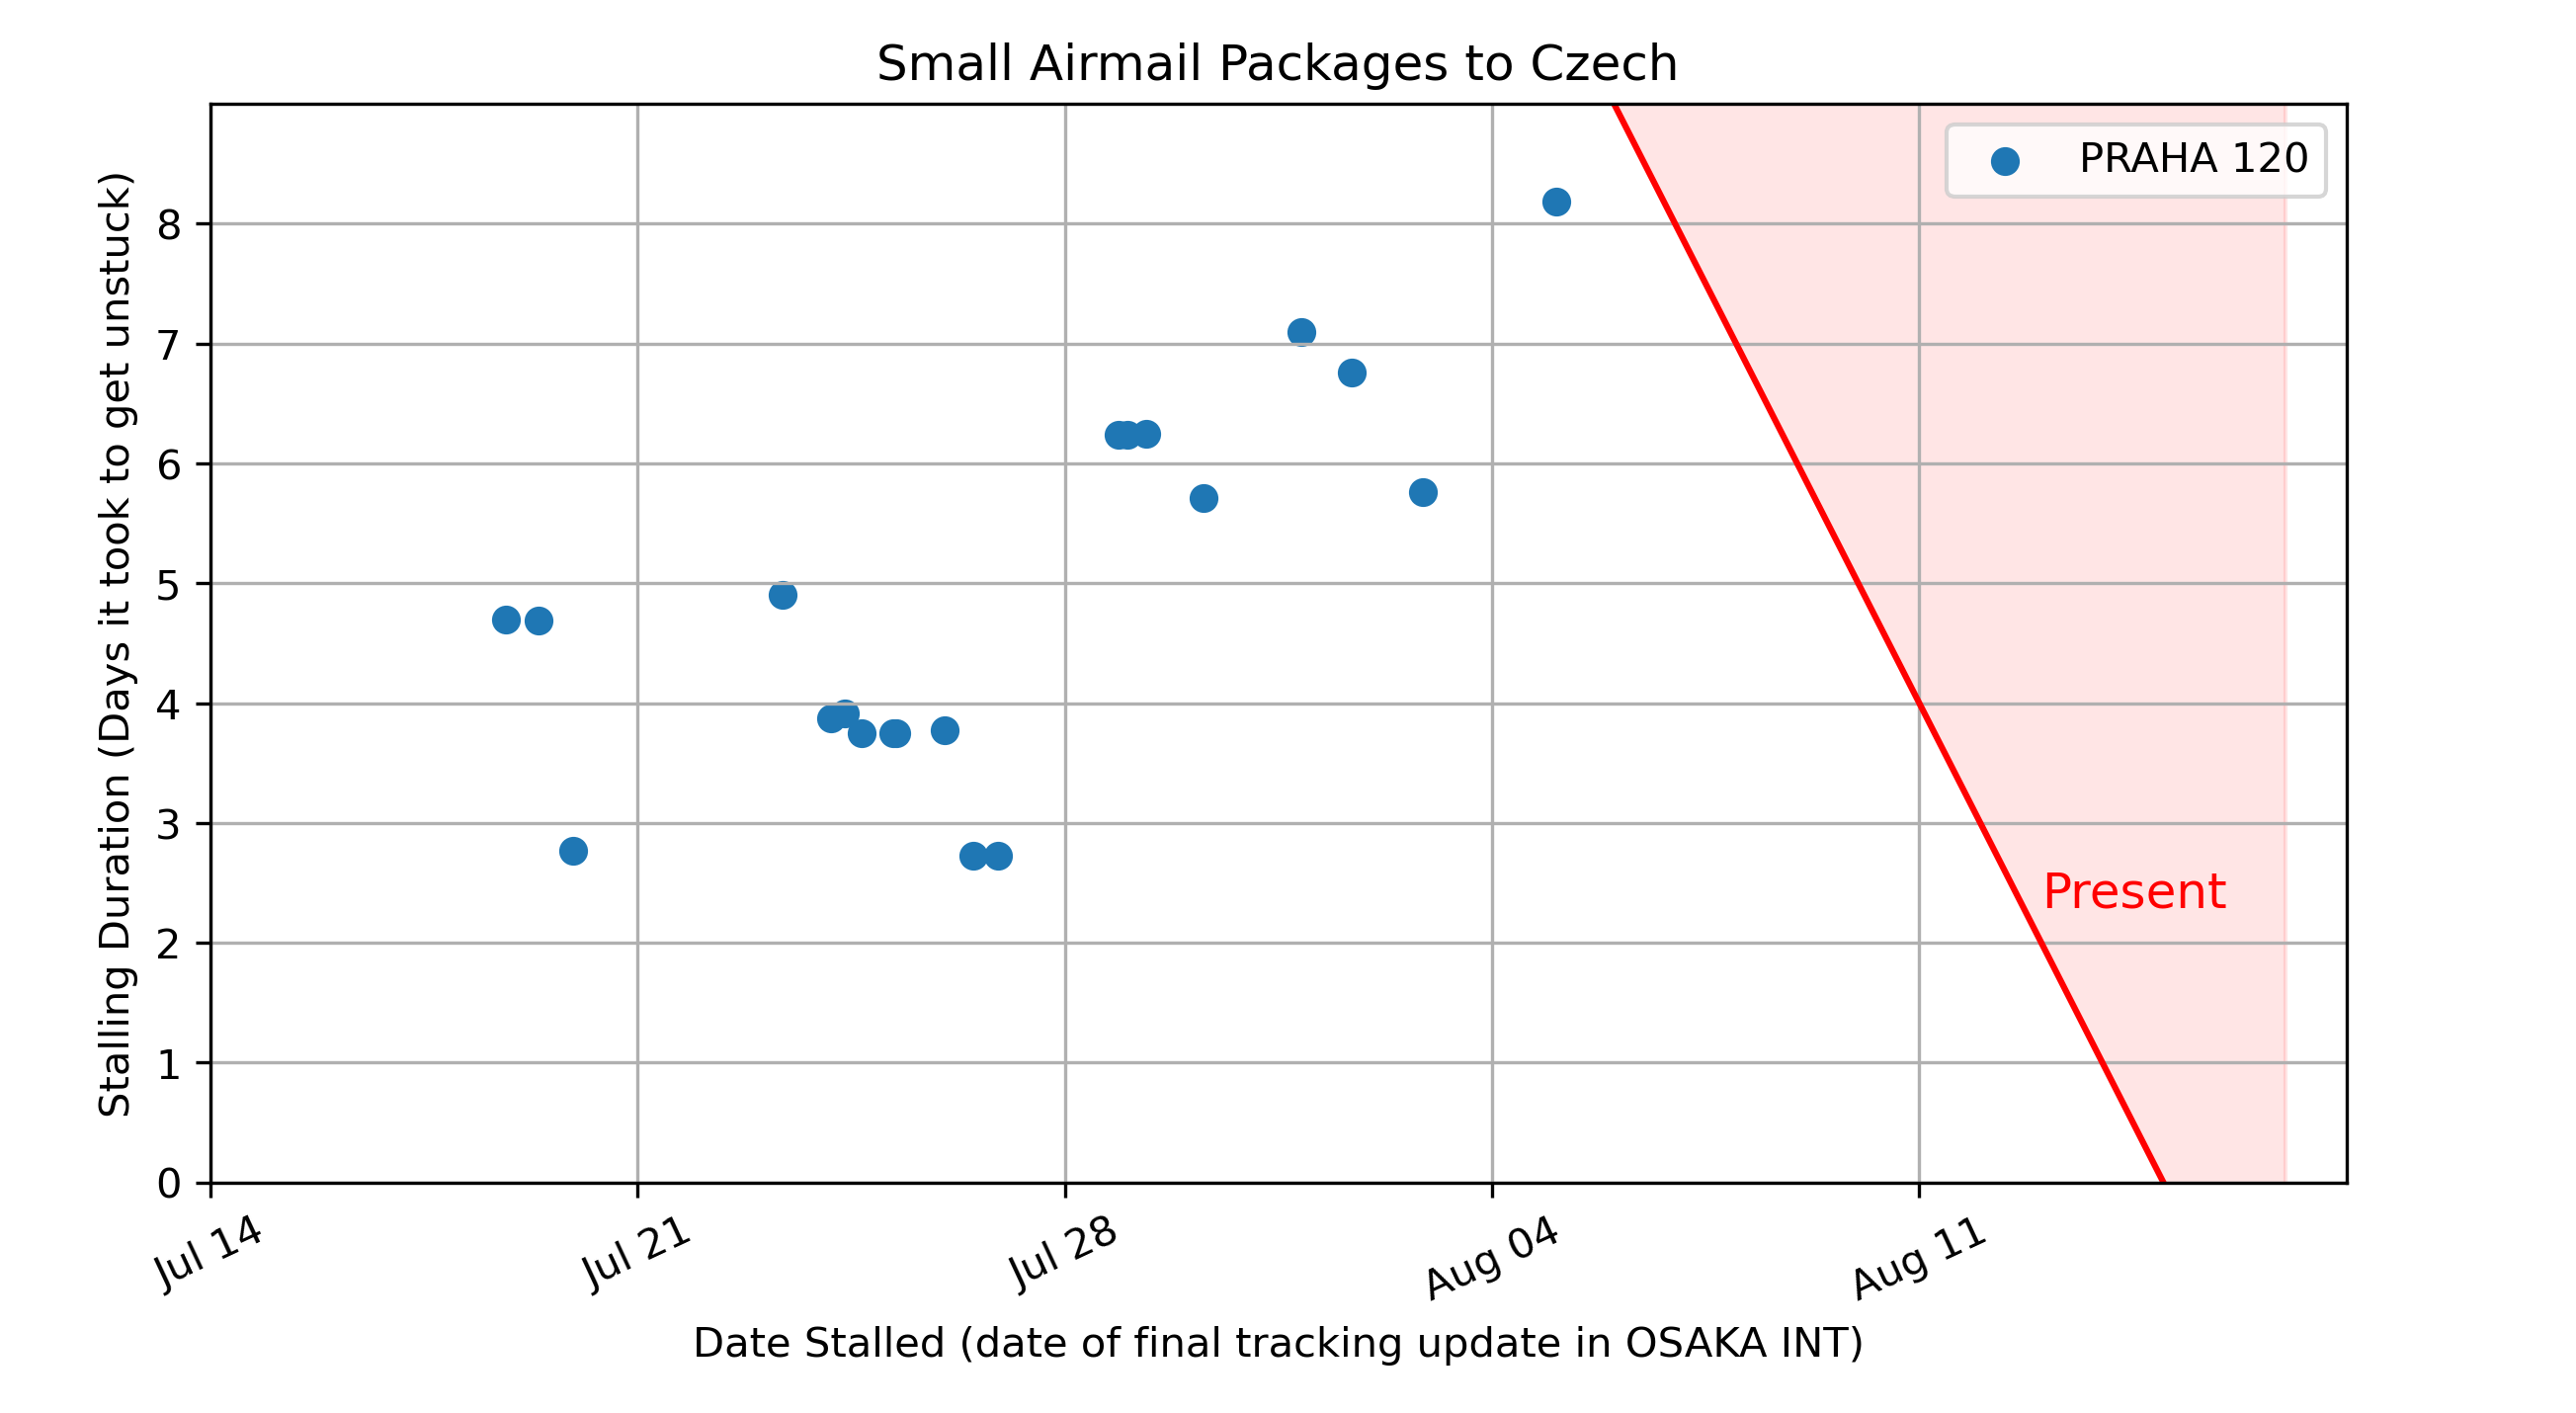 Small Airmail Packages to Czech
PRAHA 120
Stalling Duration (Days it took to get unstuck)
8
7
6
5
4
3
2
1
0
Present
Jul 14
Jul 21
Jul 28
Aug 04
Aug 11
Date Stalled (date of final tracking update in OSAKA INT)